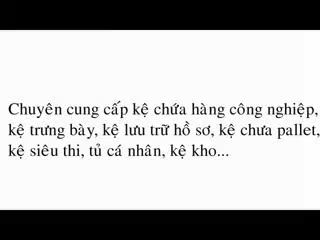 Chuyên cung cấp kệ chứa hàng công nghiệp,
kệ trưng bày, kệ lưu trữ hồ sơ, kệ chưa pallet,
kệ siêu thi, tủ cá nhân, kệ kho...